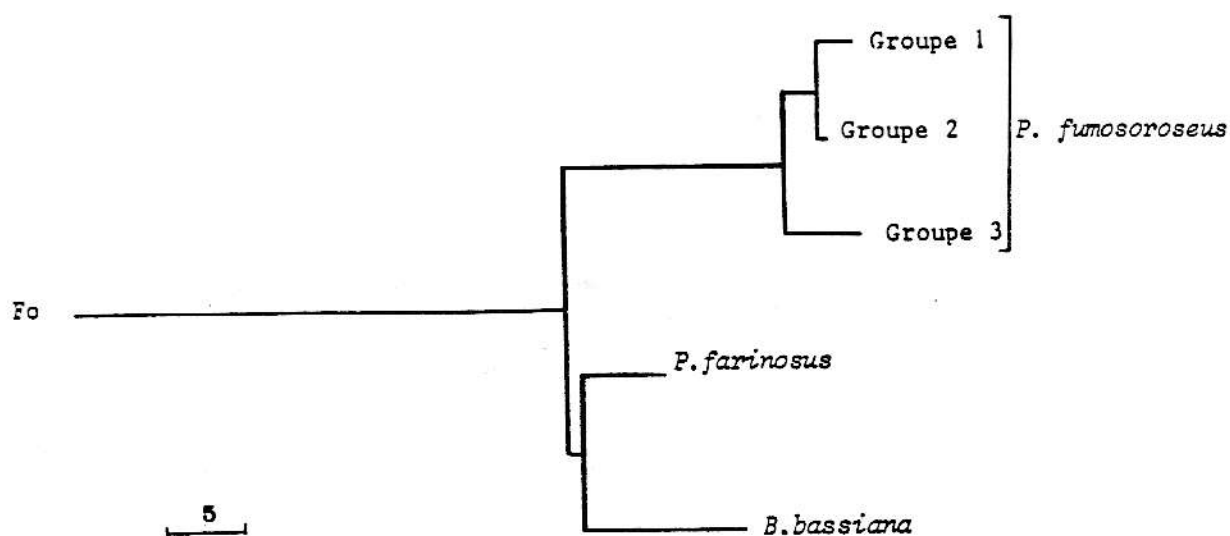 Groupe 1
Groupe 2
P. fumosoroseus
Groupe 3
Fo
P.farinosus
5
B.bassiana